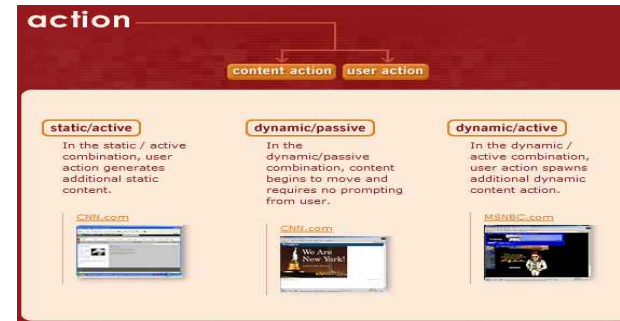 action
content action user action
static/active
In the static / active
combination, user
action generates
additional static
content.
CNN.com
dynamic/passive
In the
dynamic/passive
combination, content
begins to move and
requires no prompting
from user.
CNN.com
We Are
New York!
dynamic/active
In the dynamic /
active combination,
user action spawns
additional dynamic
content action.
MSNBC.com